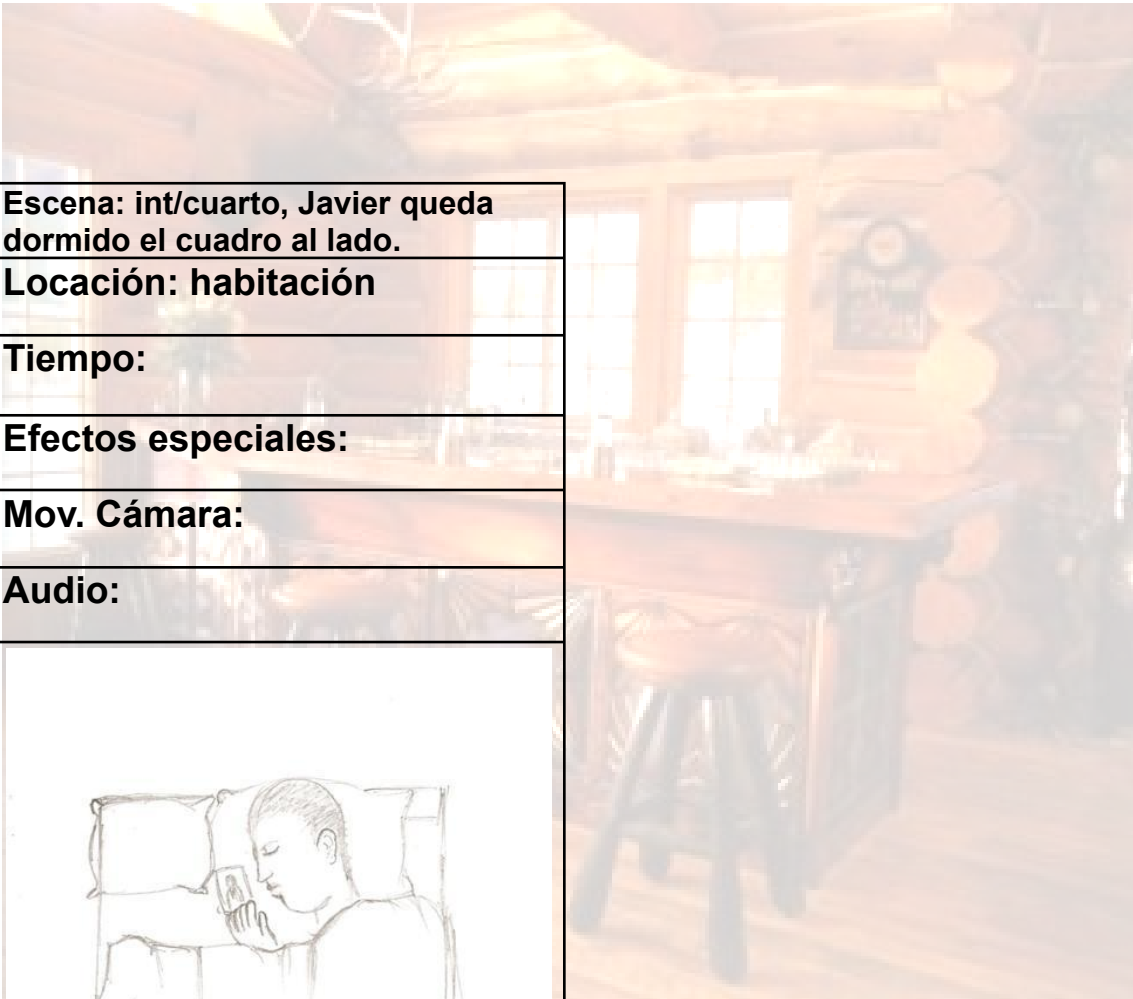 Escena: int/cuarto, Javier queda
dormido el cuadro al lado.
Locación: habitación
Tiempo:
Efectos especiales:
Mov. Cámara:
Audio: